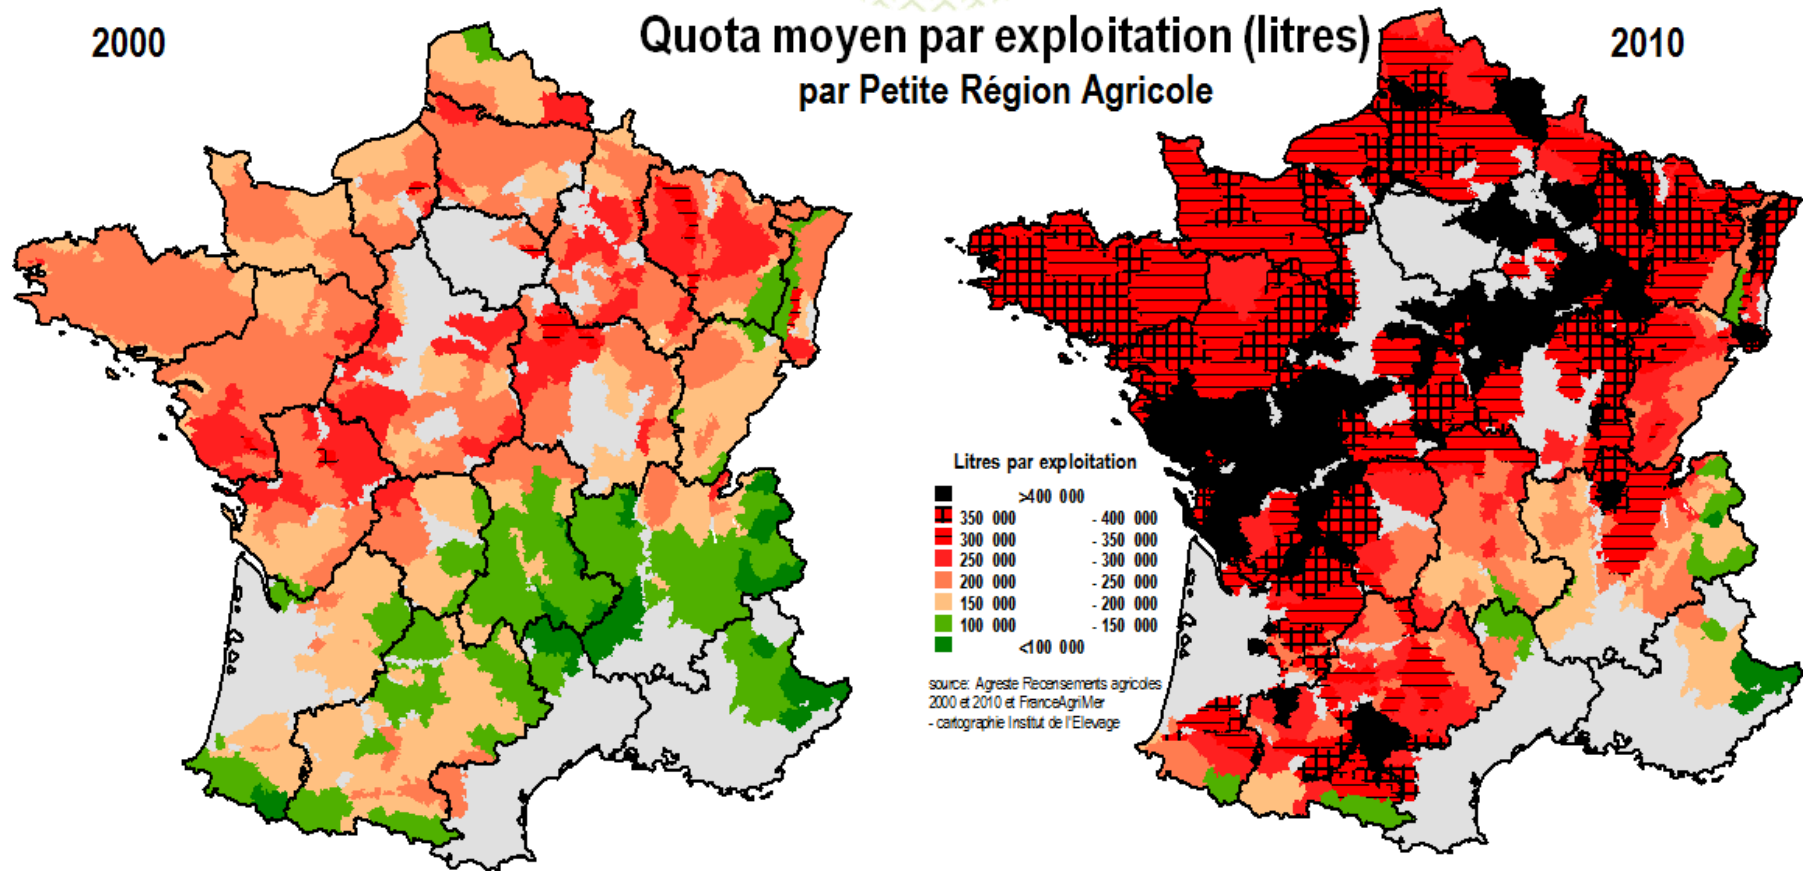 2000
Quota moyen par exploitation (litres)
par Petite Région Agricole
2010
Litres par exploitation
>400 000
350 000 - 400 000
300 000 - 350 000
250 000 - 300 000
200 000 - 250 000
150 000 - 200 000
100 000 - 150 000
<100 000
source: Agreste Recensements agricoles
2000 et 2010 et FranceAgriMer
- cartographie Institut de l'Elevage